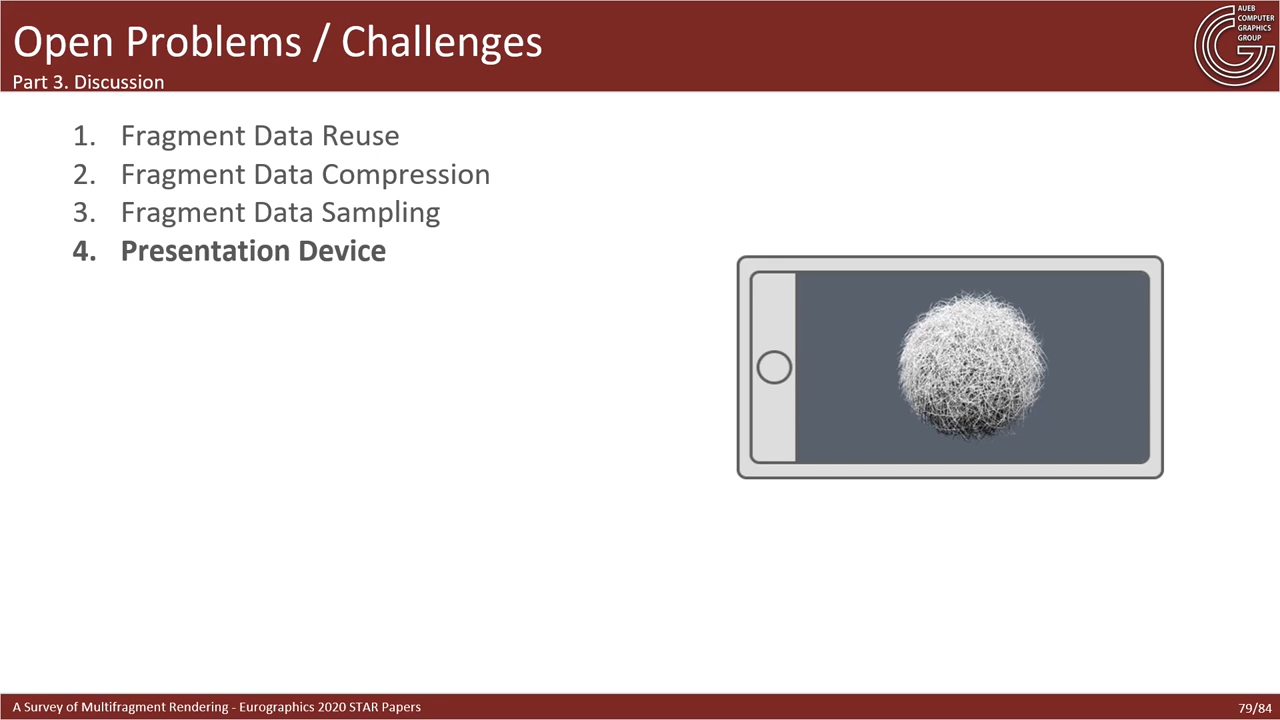 Open Problems / Challenges
Part 3. Discussion
AUEB
COMPUTER
GRAPHICS
GROUP
1. Fragment Data Reuse
2. Fragment Data Compression
3. Fragment Data Sampling
4. Presentation Device
A Survey of Multifragment Rendering - Eurographics 2020 STAR Papers
79/84